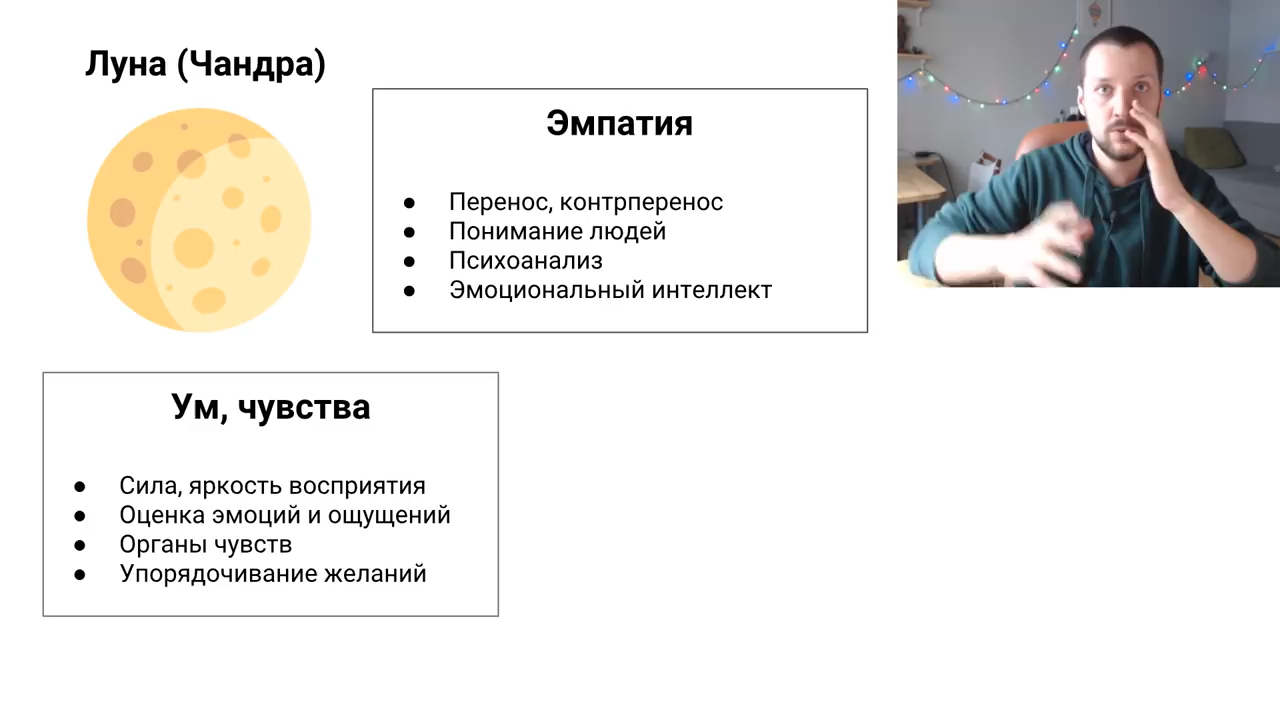 Луна (Чандра)
Эмпатия
● Перенос, контрперенос
● Понимание людей
● Психоанализ
● Эмоциональный интеллект
Ум, чувства
● Сила, яркость восприятия
● Оценка эмоций и ощущений
● Органы чувств
● Упорядочивание желаний